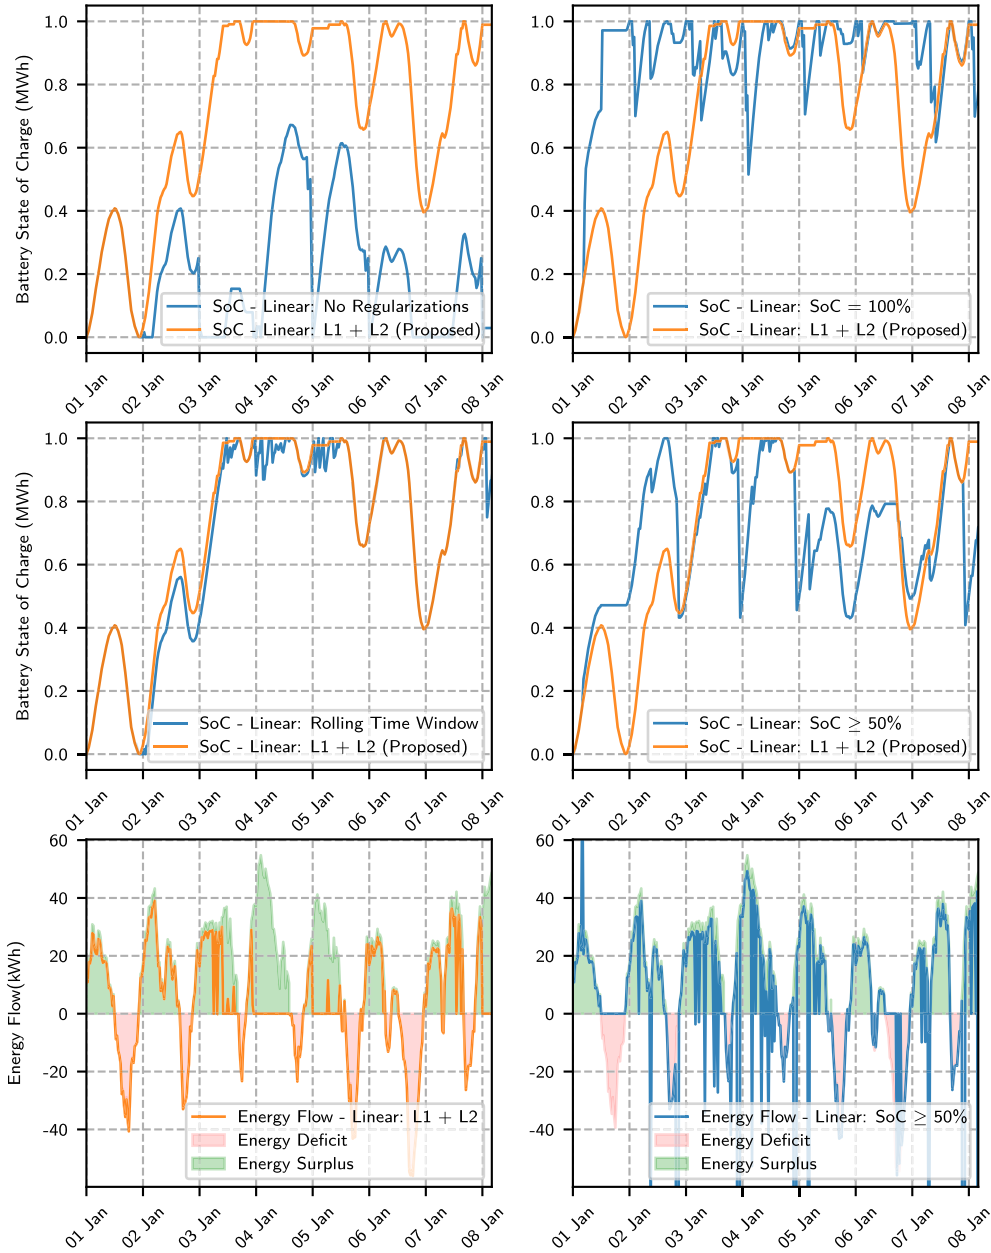 Battery State of Charge (MWh)
1.0
0.8
0.6
0.4
0.2
0.0
SoC - Linear: No Regularizations
SoC - Linear: L1 + L2 (Proposed)
01 Jan
02 Jan
03 Jan
04 Jan
05 Jan
06 Jan
07 Jan
08 Jan
1.0
0.8
0.6
0.4
0.2
0.0
SoC - Linear: SoC = 100%
SoC - Linear: L1 + L2 (Proposed)
01 Jan
02 Jan
03 Jan
04 Jan
05 Jan
06 Jan
07 Jan
08 Jan
Battery State of Charge (MWh)
1.0
0.8
0.6
0.4
0.2
0.0
SoC - Linear: Rolling Time Window
SoC - Linear: L1 + L2 (Proposed)
01 Jan
02 Jan
03 Jan
04 Jan
05 Jan
06 Jan
07 Jan
08 Jan
1.0
0.8
0.6
0.4
0.2
0.0
SoC - Linear: SoC ≥ 50%
SoC - Linear: L1 + L2 (Proposed)
01 Jan
02 Jan
03 Jan
04 Jan
05 Jan
06 Jan
07 Jan
08 Jan
Energy Flow(kWh)
60
40
20
0
-20
-40
Energy Flow - Linear: L1 + L2
Energy Deficit
Energy Surplus
01 Jan
02 Jan
03 Jan
04 Jan
05 Jan
06 Jan
07 Jan
08 Jan
60
40
20
0
-20
-40
Energy Flow - Linear: SoC ≥ 50%
Energy Deficit
Energy Surplus
01 Jan
02 Jan
03 Jan
04 Jan
05 Jan
06 Jan
07 Jan
08 Jan